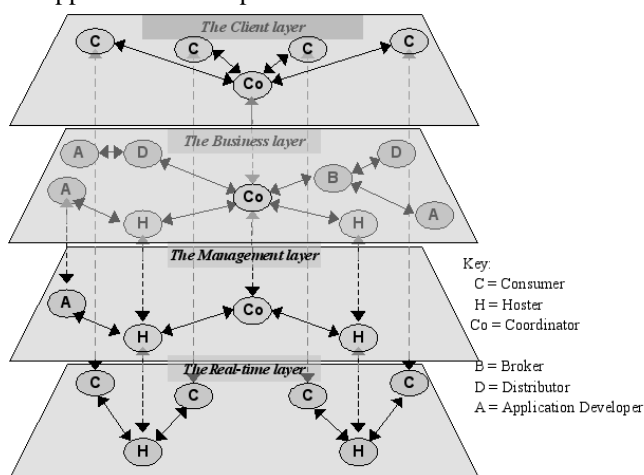 The Client layer
C C C C
Co
The Business layer
A D D
B
A Co A
H H
The Management layer
A Co
H H
The Real-time layer
C C C C
H H
Key:
C = Consumer
H = Hoster
Co = Coordinator
B = Broker
D = Distributor
A = Application Developer